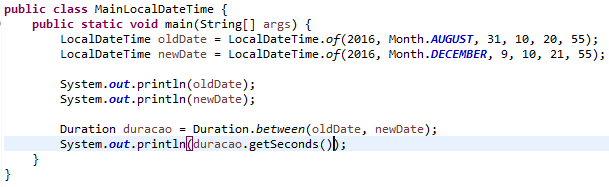 public class MainLocalDateTime {
public static void main(String[] args) {
LocalDateTime oldDate = LocalDateTime.of(2016, Month.AUGUST, 31, 10, 20, 55);
LocalDateTime newDate = LocalDateTime.of(2016, Month.DECEMBER, 9, 10, 21, 55);
System.out.println(oldDate);
System.out.println(newDate);
Duration duracao = Duration.between(oldDate, newDate);
System.out.println(duracao.getSeconds());
}
}